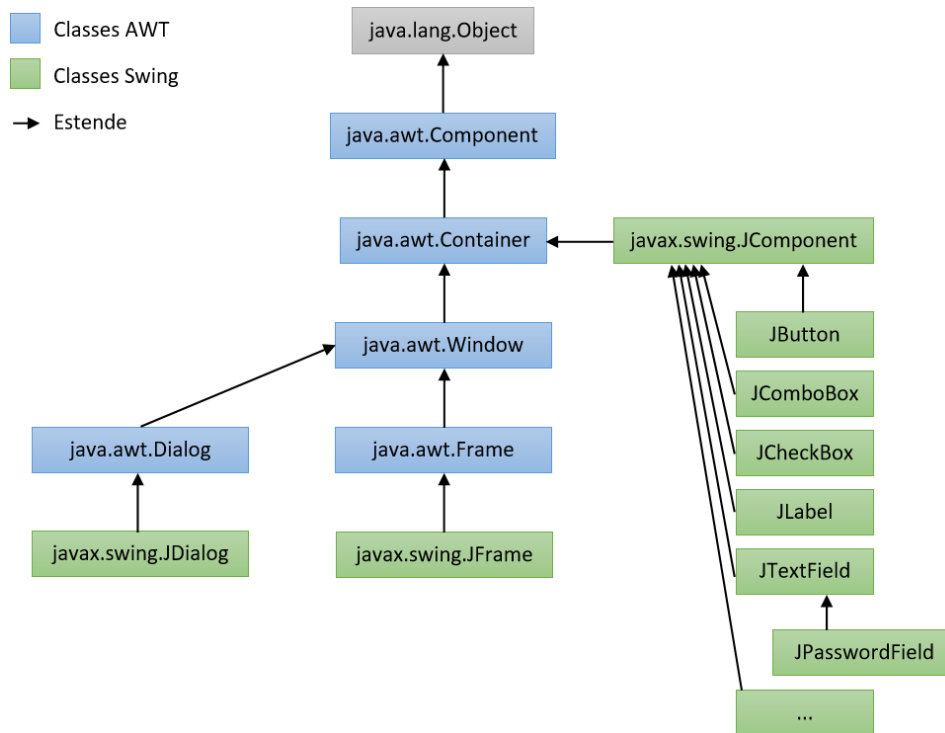 Classes AWT
Classes Swing
Estende
java.lang.Object
java.awt.Component
java.awt.Container
javax.swing.JComponent
java.awt.Window
JButton
JComboBox
java.awt.Dialog
java.awt.Frame
JCheckBox
JLabel
javax.swing.JDialog
javax.swing.JFrame
JTextField
JPasswordField
...